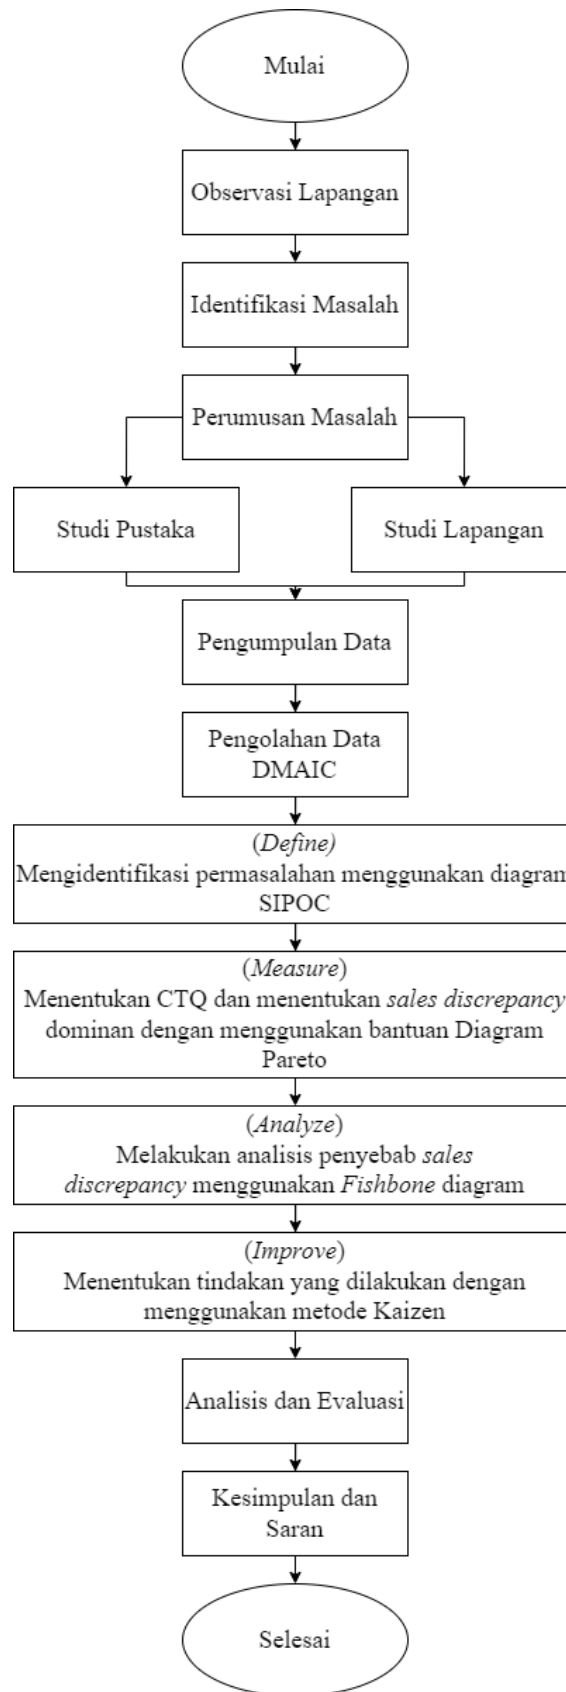 Mulai
Observasi Lapangan
Identifikasi Masalah
Perumusan Masalah
Studi Pustaka
Studi Lapangan
Pengumpulan Data
Pengolahan Data
DMAIC
(Define)
Mengidentifikasi permasalahan menggunakan diagram
SIPOC
(Measure)
Menentukan CTQ dan menentukan sales discrepancy
dominan dengan menggunakan bantuan Diagram
Pareto
(Analyze)
Melakukan analisis penyebab sales
discrepancy menggunakan Fishbone diagram
(Improve)
Menentukan tindakan yang dilakukan dengan
menggunakan metode Kaizen
Analisis dan Evaluasi
Kesimpulan dan
Saran
Selesai